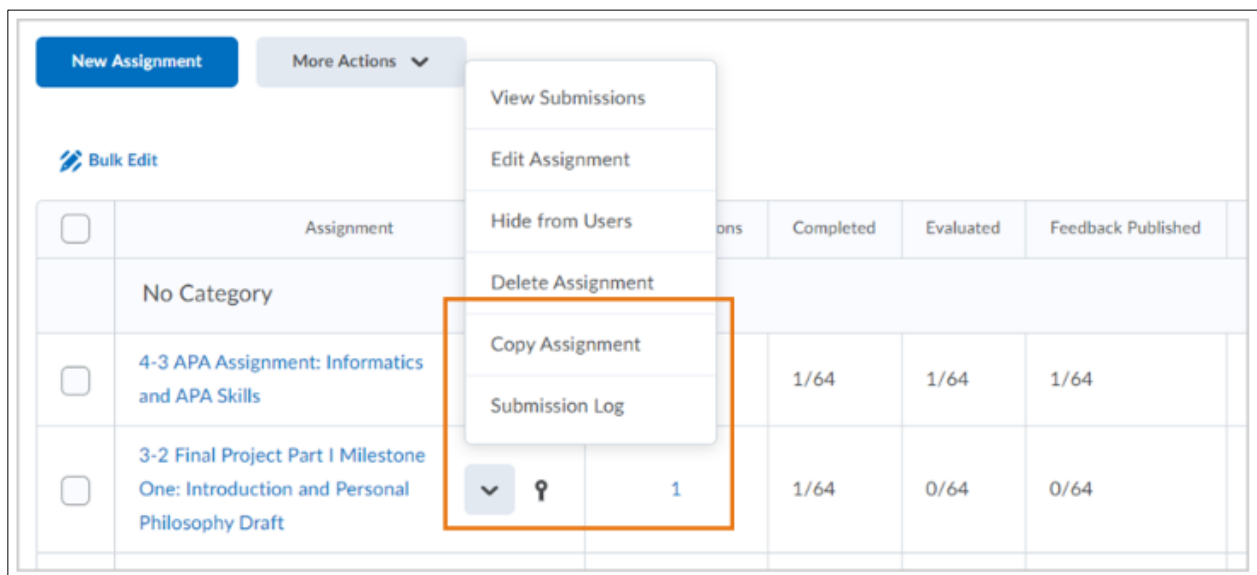 New Assignment
More Actions
View Submissions
Bulk Edit
Edit Assignment
Hide from Users
Assignment
ons
Completed
Evaluated
Feedback Published
No Category
Delete Assignment
Copy Assignment
Submission Log
4-3 APA Assignment: Informatics
and APA Skills
1/64
1/64
1/64
3-2 Final Project Part I Milestone
One: Introduction and Personal
Philosophy Draft
1
1/64
0/64
0/64